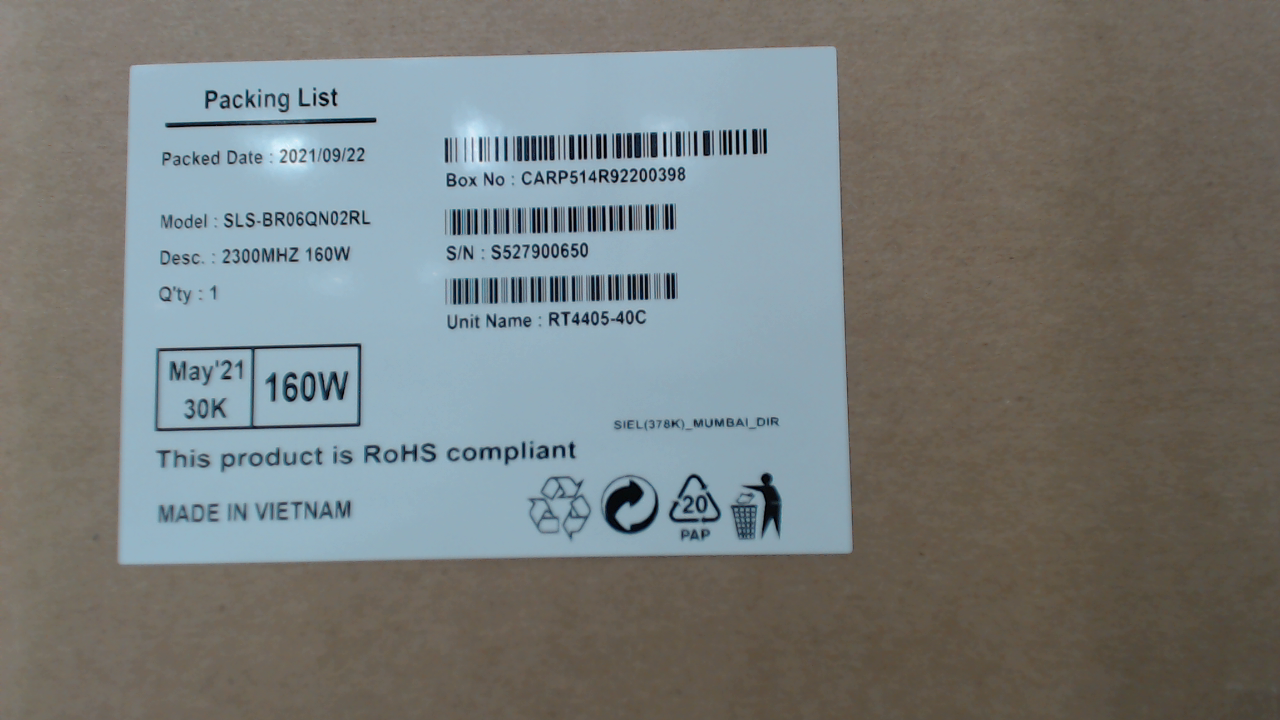 Packing List
Packed Date : 2021/09/22
Model : SLS-BR06QN02RL
Desc. : 2300MHZ 160W
Q'ty : 1
Box No : CARP514R92200398
S/N : S527900650
Unit Name : RT4405-40C
May'21
30K
160W
SIEL(378K)_MUMBAI_DIR
This product is RoHS compliant
MADE IN VIETNAM
20
PAP